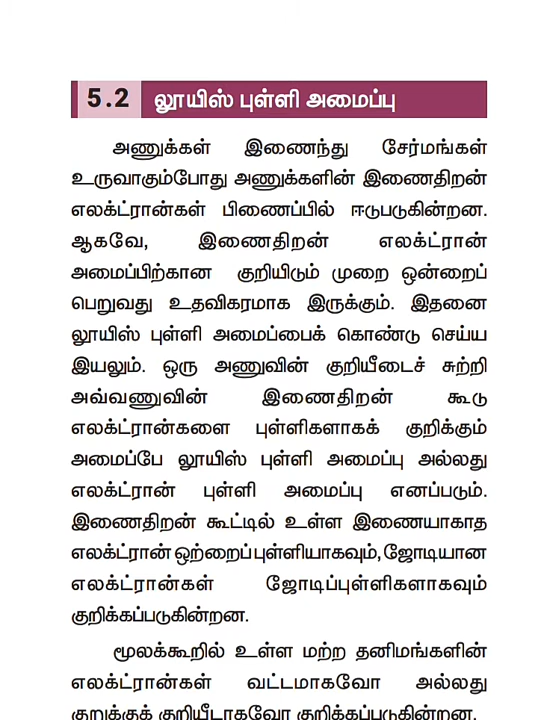 5.2 லூயிஸ் புள்ளி அமைப்பு
அணுக்கள் இணைந்து சேர்மங்கள்
உருவாகும்போது அணுக்களின் இணைதிறன்
எலக்ட்ரான்கள் பிணைப்பில் ஈடுபடுகின்றன.
ஆகவே, இணைதிறன் எலக்ட்ரான்
அமைப்பிற்கான குறியிடும் முறை ஒன்றைப்
பெறுவது உதவிகரமாக இருக்கும். இதனை
லூயிஸ் புள்ளி அமைப்பைக் கொண்டு செய்ய
இயலும். ஒரு அணுவின் குறியீடைச் சுற்றி
அவ்வணுவின் இணைதிறன் கூடு
எலக்ட்ரான்களை புள்ளிகளாகக் குறிக்கும்
அமைப்பே லூயிஸ் புள்ளி அமைப்பு அல்லது
எலக்ட்ரான் புள்ளி அமைப்பு எனப்படும்.
இணைதிறன் கூட்டில் உள்ள இணையாகாத
எலக்ட்ரான் ஒற்றைப் புள்ளியாகவும், ஜோடியான
எலக்ட்ரான்கள் ஜோடிப்புள்ளிகளாகவும்
குறிக்கப்படுகின்றன.
மூலக்கூறில் உள்ள மற்ற தனிமங்களின்
எலக்ட்ரான்கள் வட்டமாகவோ அல்லது
குறுக்குக் குறியீடாகவோ குறிக்கப்படுகின்றன.